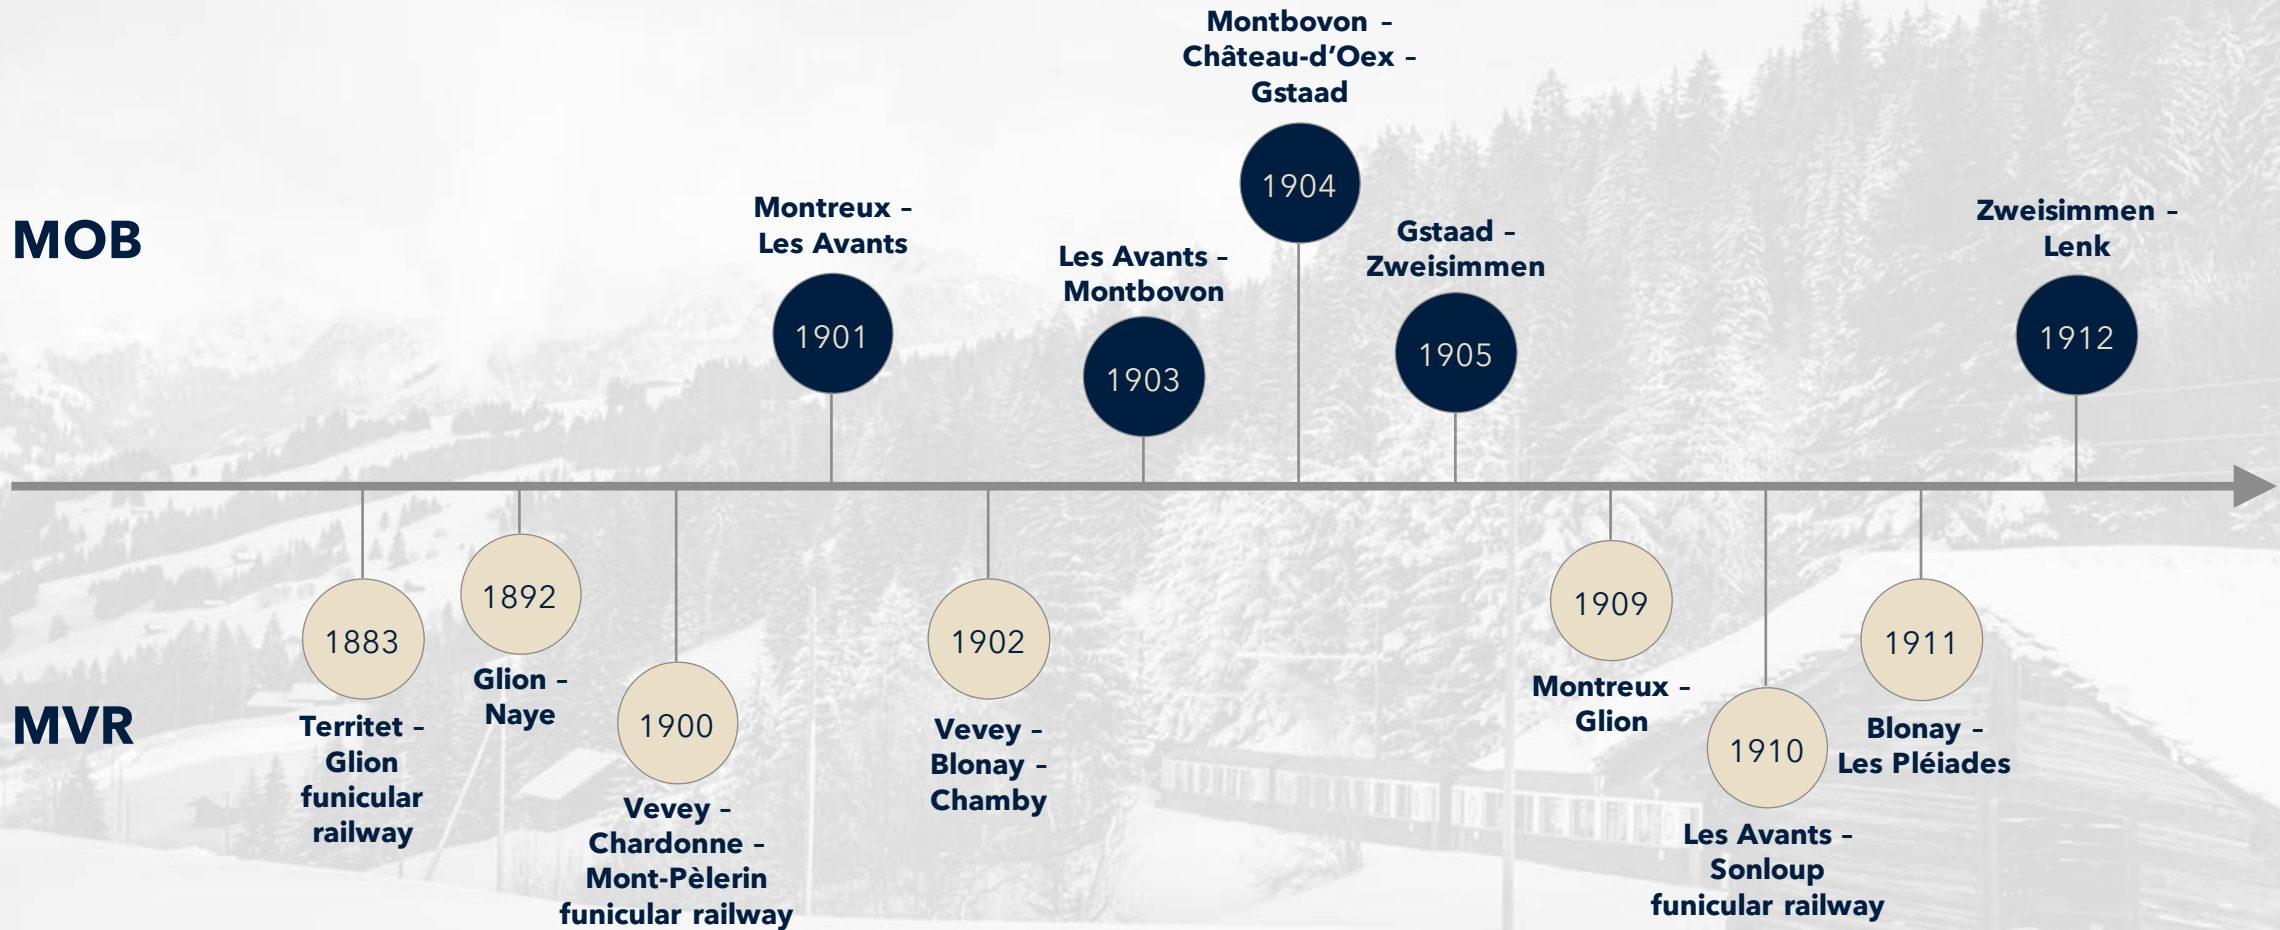 MOB
Montreux –
Les Avants
1901
Les Avants –
Montbovon
1903
Montbovon –
Château-d’Oex –
Gstaad
1904
Gstaad –
Zweisimmen
1905
Zweisimmen –
Lenk
1912
MVR
1883
Territet –
Glion
funicular
railway
1892
Glion –
Naye
1900
Vevey –
Chardonne –
Mont-Pèlerin
funicular railway
1902
Vevey –
Blonay –
Chamby
1909
Montreux –
Glion
1910
Les Avants –
Sonloup
funicular railway
1911
Blonay –
Les Pléiades